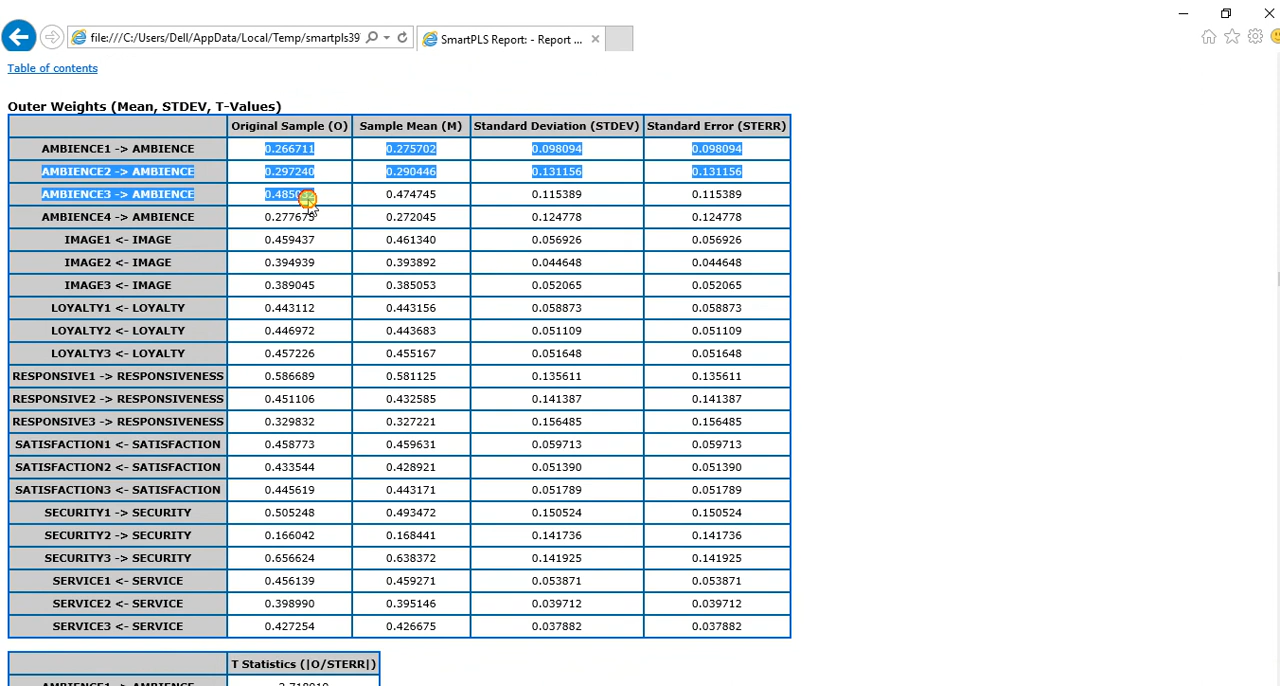 file:///C:/Users/Dell/AppData/Local/Temp/smartpls39
SmartPLS Report: - Report ...
Table of contents
Outer Weights (Mean, STDEV, T-Values)
Original Sample (O) Sample Mean (M) Standard Deviation (STDEV) Standard Error (STERR)
AMBIENCE1 -> AMBIENCE 0.266711 0.275702 0.098094 0.098094
AMBIENCE2 -> AMBIENCE 0.297240 0.290446 0.131156 0.131156
AMBIENCE3 -> AMBIENCE 0.474745 0.115389 0.115389
AMBIENCE4 -> AMBIENCE 0.277675 0.272045 0.124778 0.124778
IMAGE1 <- IMAGE 0.459437 0.461340 0.056926 0.056926
IMAGE2 <- IMAGE 0.394939 0.393892 0.044648 0.044648
IMAGE3 <- IMAGE 0.389045 0.385053 0.052065 0.052065
LOYALTY1 <- LOYALTY 0.443112 0.443156 0.058873 0.058873
LOYALTY2 <- LOYALTY 0.446972 0.443683 0.051109 0.051109
LOYALTY3 <- LOYALTY 0.457226 0.455167 0.051648 0.051648
RESPONSIVE1 -> RESPONSIVENESS 0.586689 0.581125 0.135611 0.135611
RESPONSIVE2 -> RESPONSIVENESS 0.451106 0.432585 0.141387 0.141387
RESPONSIVE3 -> RESPONSIVENESS 0.329832 0.327221 0.156485 0.156485
SATISFACTION1 <- SATISFACTION 0.458773 0.459631 0.059713 0.059713
SATISFACTION2 <- SATISFACTION 0.433544 0.428921 0.051390 0.051390
SATISFACTION3 <- SATISFACTION 0.445619 0.443171 0.051789 0.051789
SECURITY1 -> SECURITY 0.505248 0.493472 0.150524 0.150524
SECURITY2 -> SECURITY 0.166042 0.168441 0.141736 0.141736
SECURITY3 -> SECURITY 0.656624 0.638372 0.141925 0.141925
SERVICE1 <- SERVICE 0.456139 0.459271 0.053871 0.053871
SERVICE2 <- SERVICE 0.398990 0.395146 0.039712 0.039712
SERVICE3 <- SERVICE 0.427254 0.426675 0.037882 0.037882
T Statistics (|O/STERR|)
AMBIENCE1 -> AMBIENCE